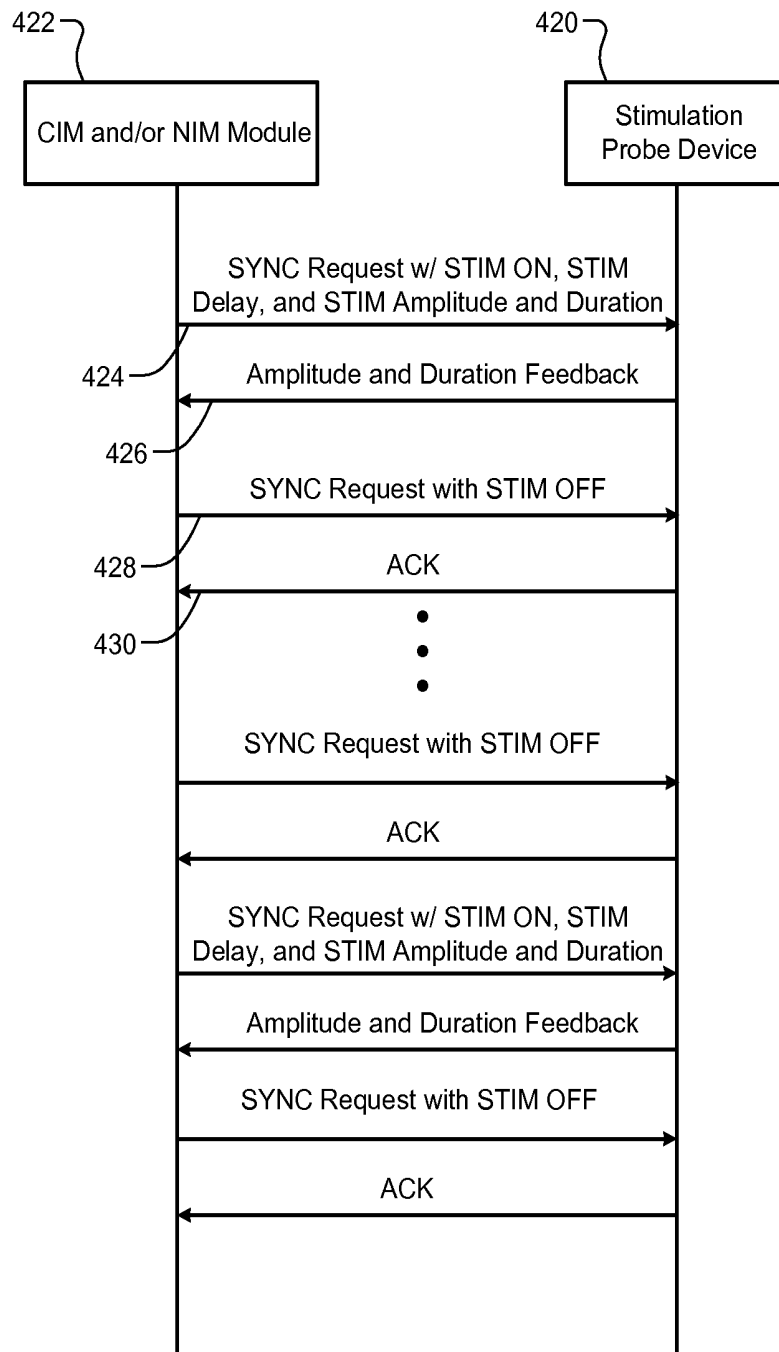 422
420
CIM and/or NIM Module
Stimulation
Probe Device
SYNC Request w/ STIM ON, STIM
Delay, and STIM Amplitude and Duration
424
Amplitude and Duration Feedback
426
SYNC Request with STIM OFF
428
ACK
430
SYNC Request with STIM OFF
ACK
SYNC Request w/ STIM ON, STIM
Delay, and STIM Amplitude and Duration
Amplitude and Duration Feedback
SYNC Request with STIM OFF
ACK